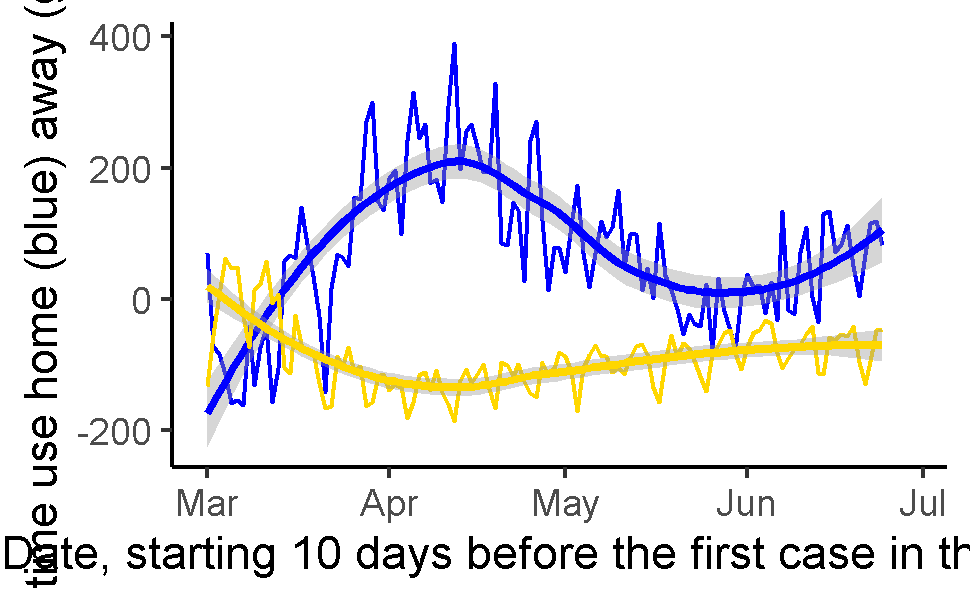 time use home (blue) away (
400
200
0
-200
Mar Apr May Jun Jul
Date, starting 10 days before the first case in th